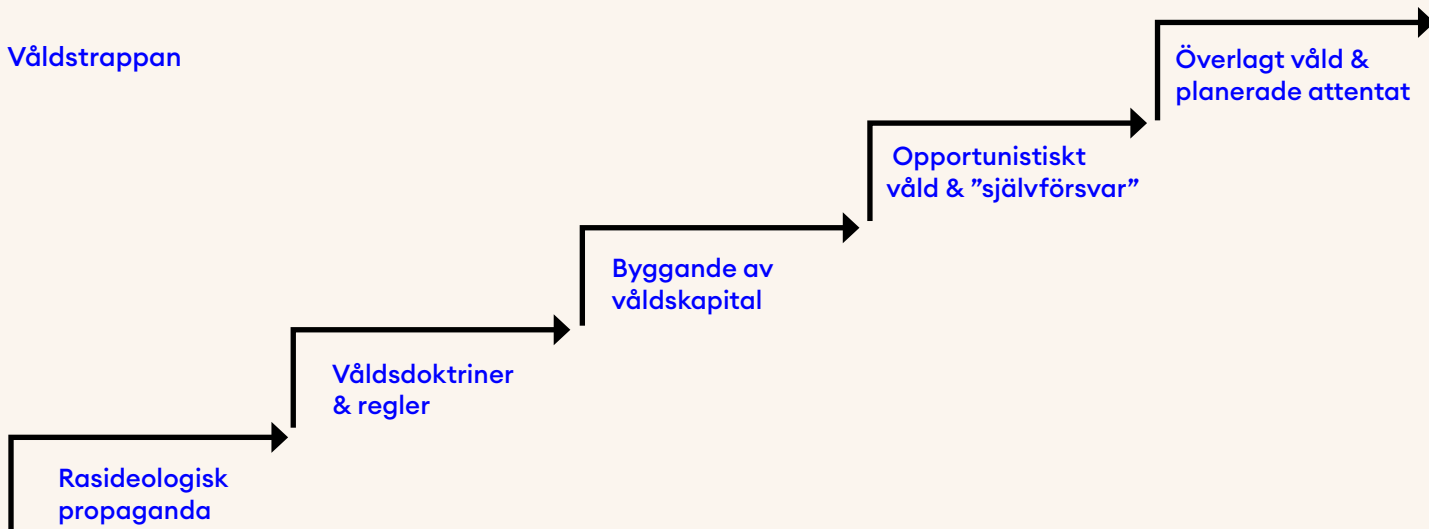 Våldstrappan
Överlagt våld &
planerade attentat
Opportunistiskt
våld & ”självförsvar”
Byggande av
våldskapital
Våldsdoktriner
& regler
Rasideologisk
propaganda